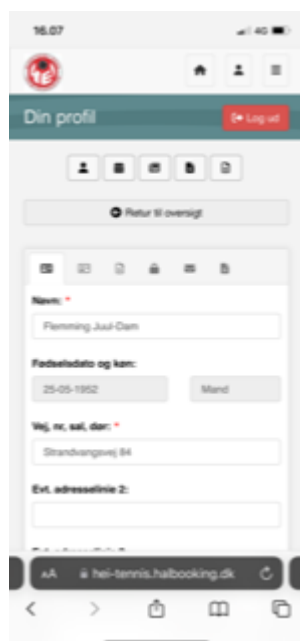 16.07
4G
Din profil
Log ud
Retur til oversigt
Navn: *
Flemming Juul-Dam
Fødselsdato og køn:
25-05-1952 Mand
Vej, nr, sal, dør: *
Strandvangsvej 84
Evt. adresselinie 2:
AA hei-tennis.halbooking.dk